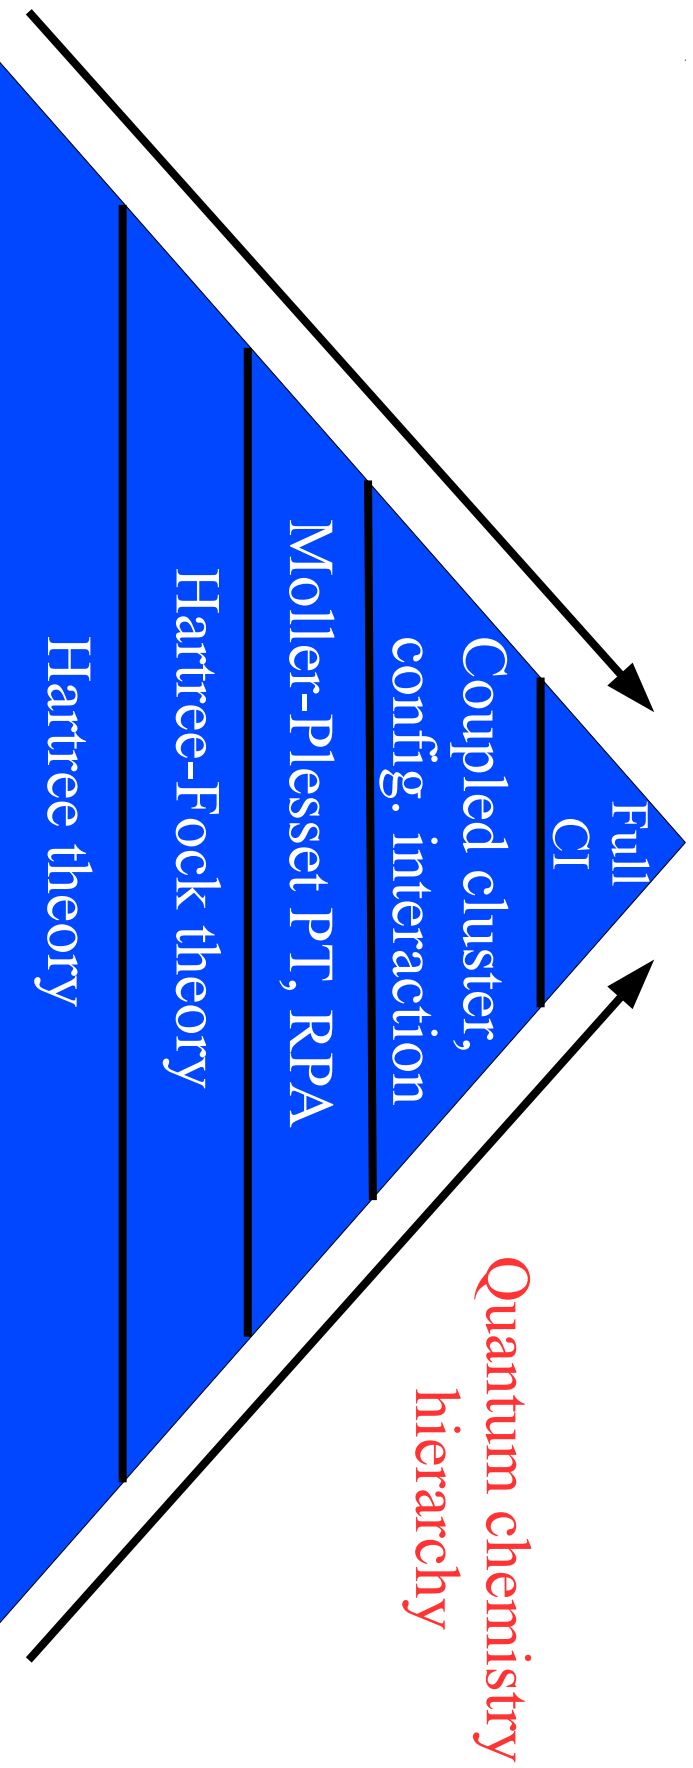 Full
CI
Coupled cluster,
config. interaction
Moller-Plesset PT, RPA
Hartree-Fock theory
Hartree theory
Quantum chemistry
hierarchy